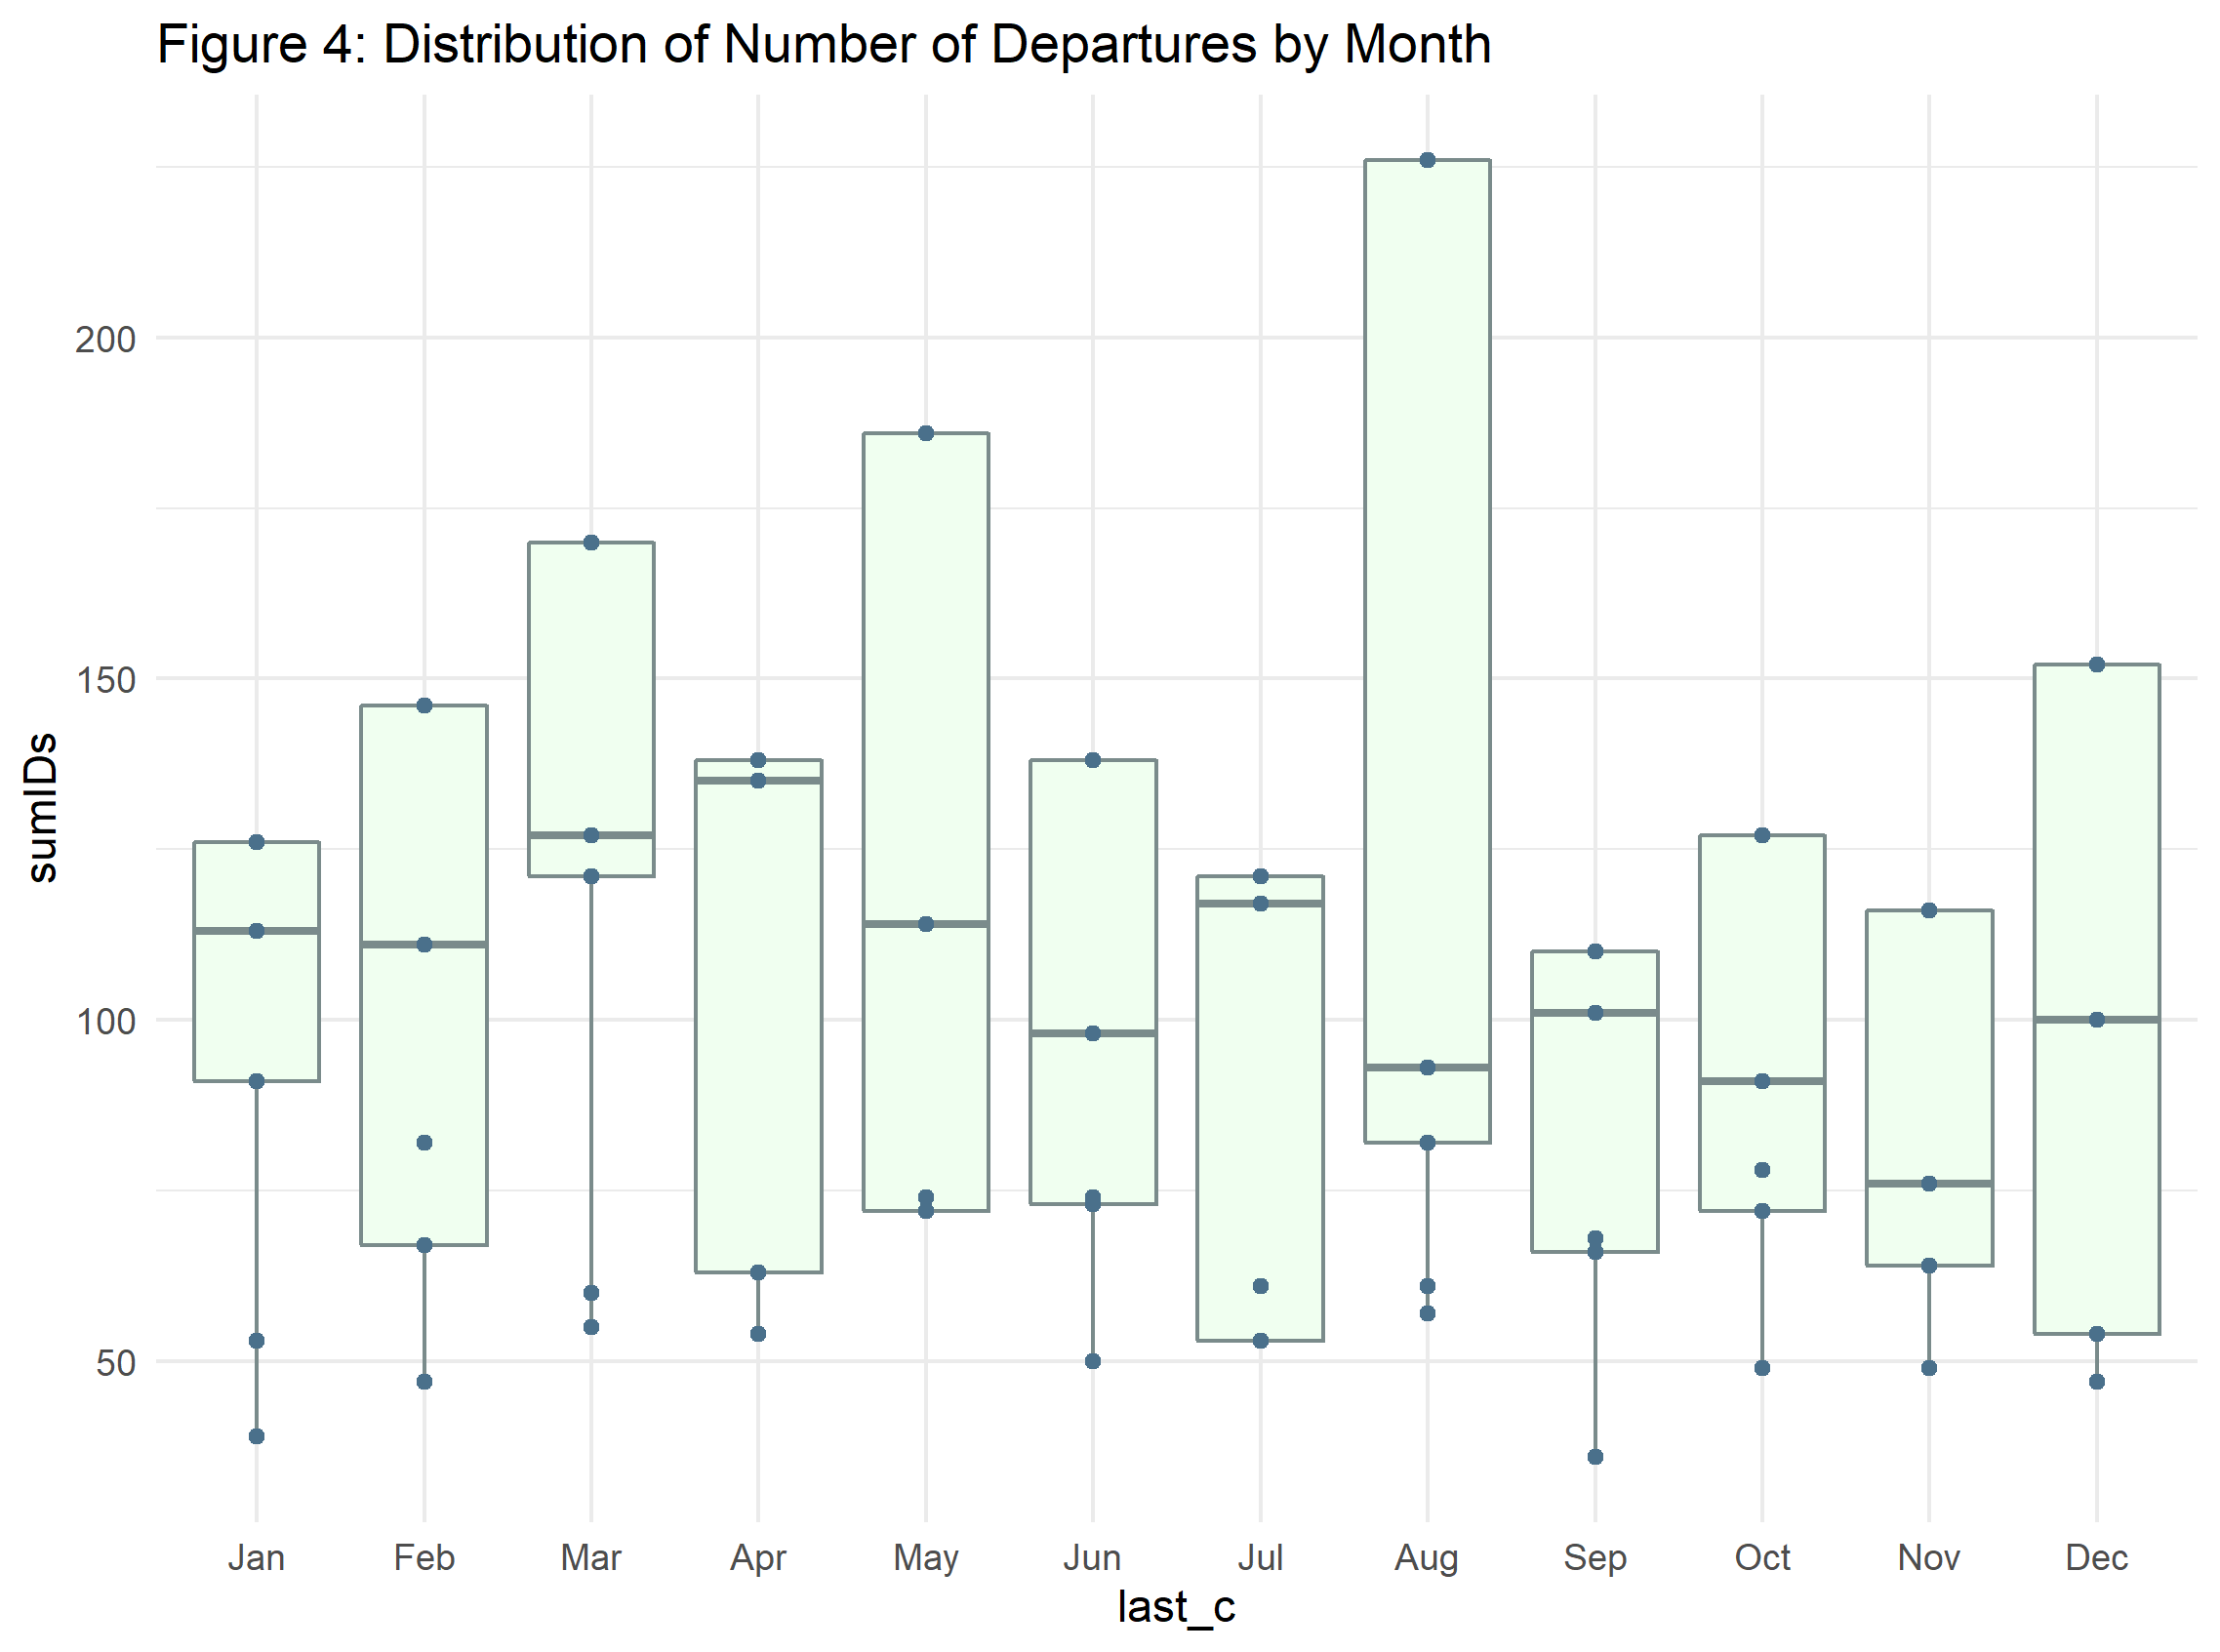 Figure 4: Distribution of Number of Departures by Month
200
150
100
50
sumIDs
Jan Feb Mar Apr May Jun Jul Aug Sep Oct Nov Dec
last_c